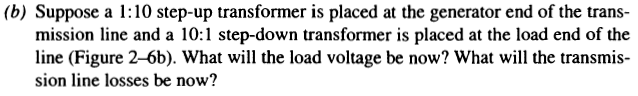 (b) Suppose a 1:10 step-up transformer is placed at the generator end of the trans-
mission line and a 10:1 step-down transformer is placed at the load end of the
line (Figure 2–6b). What will the load voltage be now? What will the transmis-
sion line losses be now?